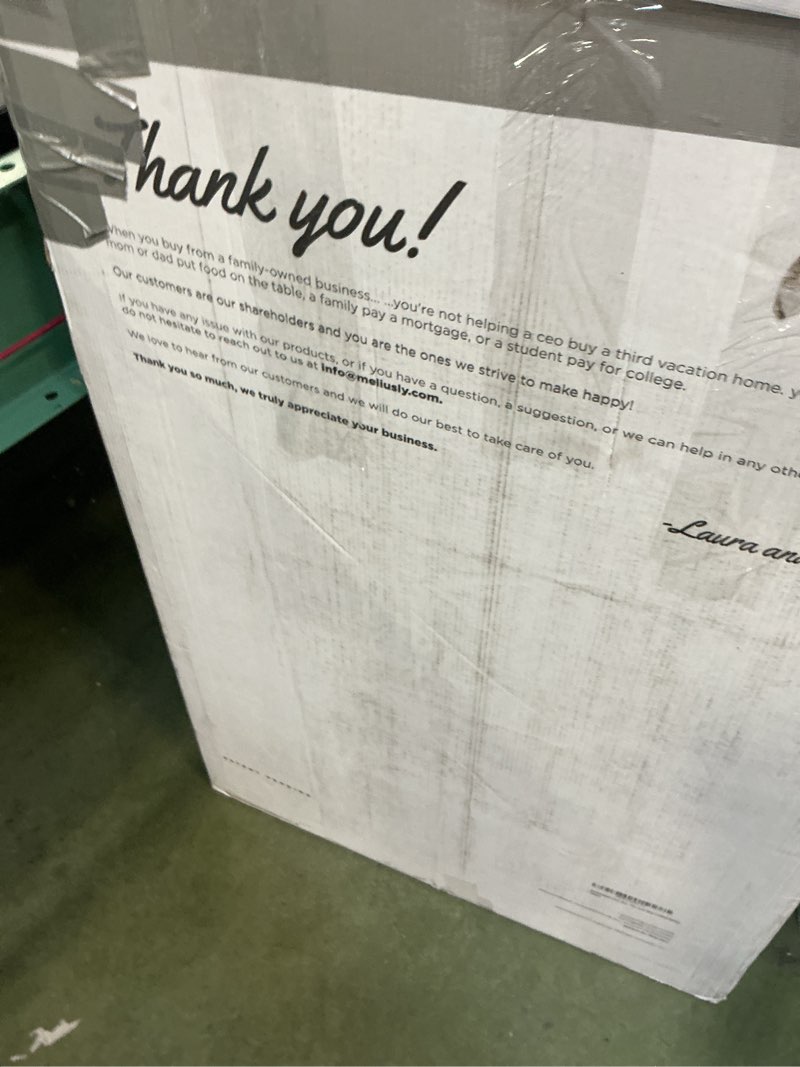 Thank you!
When you buy from a family-owned business... ...you're not helping a ceo buy a third vacation home.
mom or dad put food on the table, a family pay a mortgage, or a student pay for college.
Our customers are our shareholders and you are the ones we strive to make happy!
If you have any issue with our products, or if you have a question, a suggestion, or we can help in any
do not hesitate to reach out to us at info@meliusly.com.
We love to hear from our customers and we will do our best to take care of you.
Thank you so much, we truly appreciate your business.
-Laura